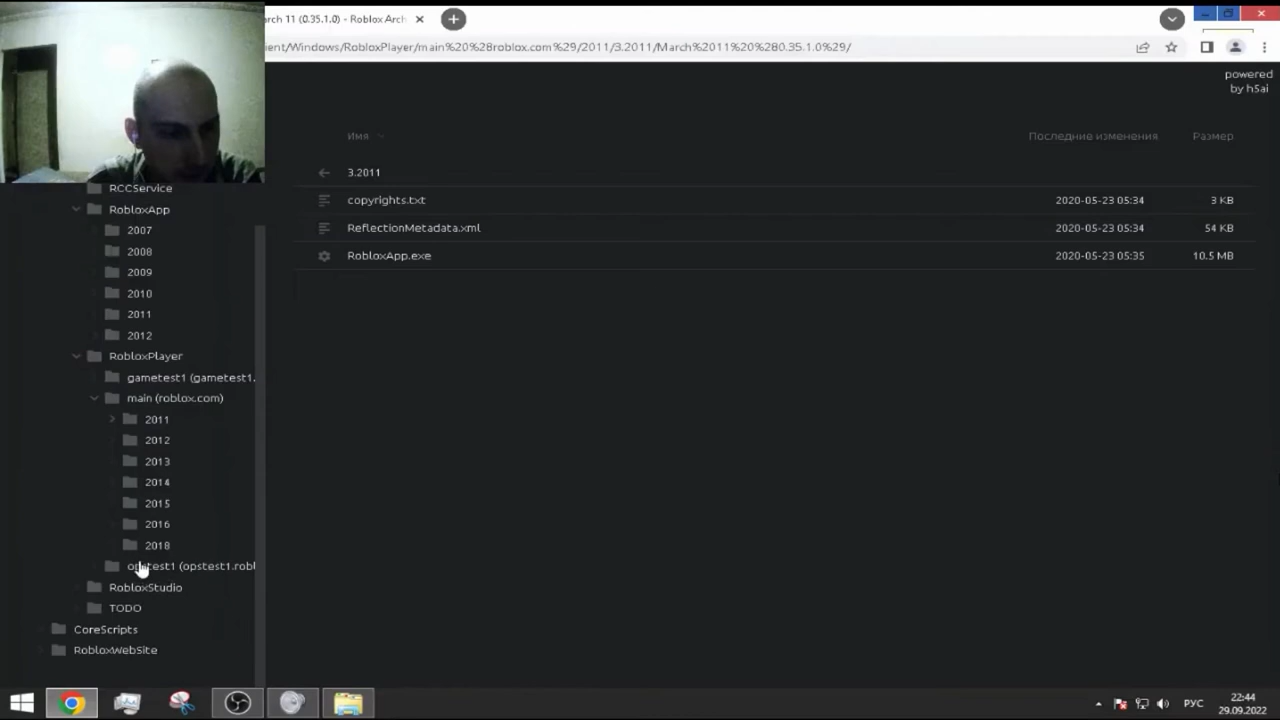 arch 11 (0.35.1.0) - Roblox Arch
ient/Windows/RobloxPlayer/main%20%28roblox.com%29/2011/3.2011/March%2011%20%280.35.1.0%29/
powered
by h5ai
Имя
Последние изменения
Размер
3.2011
copyrights.txt
2020-05-23 05:34
3 KB
ReflectionMetadata.xml
2020-05-23 05:34
54 KB
RobloxApp.exe
2020-05-23 05:35
10.5 MB
RCCService
RobloxApp
2007
2008
2009
2010
2011
2012
RobloxPlayer
gametest1 (gametest1.
main (roblox.com)
2011
2012
2013
2014
2015
2016
2018
opstest1 (opstest1.robl
RobloxStudio
TODO
CoreScripts
RobloxWebSite
РУС
22:44
29.09.2022